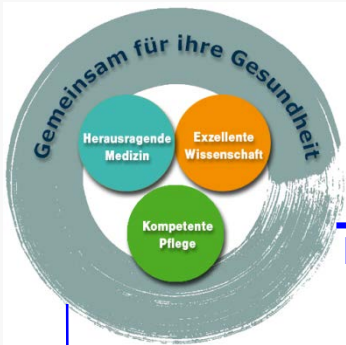 Gemeinsam für ihre Gesundheit
Herausragende
Medizin
Exzellente
Wissenschaft
Kompetente
Pflege